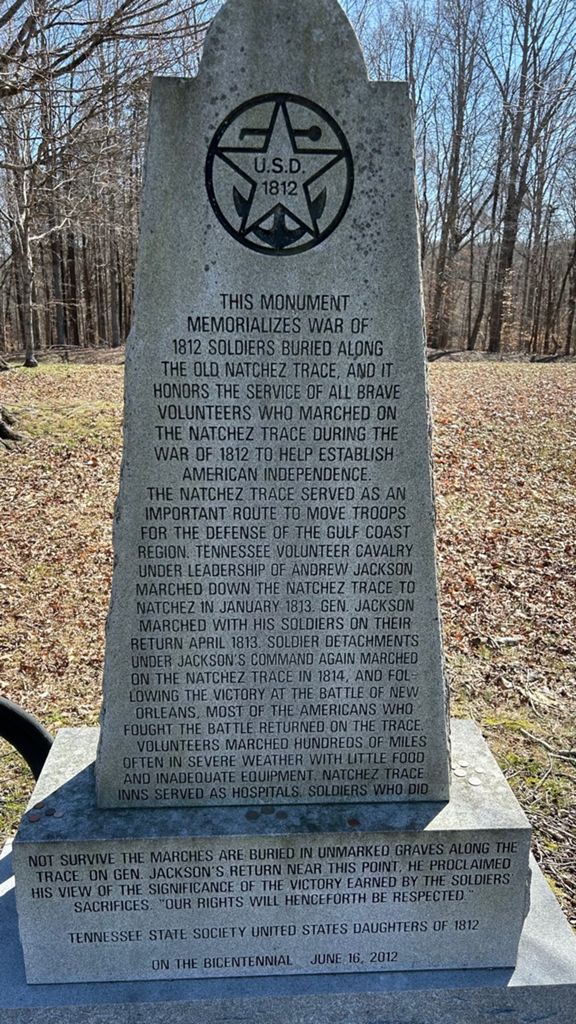 U.S.D.
1812
THIS MONUMENT
MEMORIALIZES WAR OF
1812 SOLDIERS BURIED ALONG
THE OLD NATCHEZ TRACE, AND IT
HONORS THE SERVICE OF ALL BRAVE
VOLUNTEERS WHO MARCHED ON
THE NATCHEZ TRACE DURING THE
WAR OF 1812 TO HELP ESTABLISH
AMERICAN INDEPENDENCE.
THE NATCHEZ TRACE SERVED AS AN
IMPORTANT ROUTE TO MOVE TROOPS
FOR THE DEFENSE OF THE GULF COAST
REGION. TENNESSEE VOLUNTEER CAVALRY
UNDER LEADERSHIP OF ANDREW JACKSON
MARCHED DOWN THE NATCHEZ TRACE TO
NATCHEZ IN JANUARY 1813. GEN. JACKSON
MARCHED WITH HIS SOLDIERS ON THEIR
RETURN APRIL 1813. SOLDIER DETACHMENTS
UNDER JACKSON'S COMMAND AGAIN MARCHED
ON THE NATCHEZ TRACE IN 1814, AND FOL-
LOWING THE VICTORY AT THE BATTLE OF NEW
ORLEANS, MOST OF THE AMERICANS WHO
FOUGHT THE BATTLE RETURNED ON THE TRACE.
VOLUNTEERS MARCHED HUNDREDS OF MILES
OFTEN IN SEVERE WEATHER WITH LITTLE FOOD
AND INADEQUATE EQUIPMENT. NATCHEZ TRACE
INNS SERVED AS HOSPITALS. SOLDIERS WHO DID
NOT SURVIVE THE MARCHES ARE BURIED IN UNMARKED GRAVES ALONG THE
TRACE. ON GEN. JACKSON'S RETURN NEAR THIS POINT, HE PROCLAIMED
HIS VIEW OF THE SIGNIFICANCE OF THE VICTORY EARNED BY THE SOLDIERS'
SACRIFICES. "OUR RIGHTS WILL HENCEFORTH BE RESPECTED."
TENNESSEE STATE SOCIETY UNITED STATES DAUGHTERS OF 1812
ON THE BICENTENNIAL JUNE 16, 2012